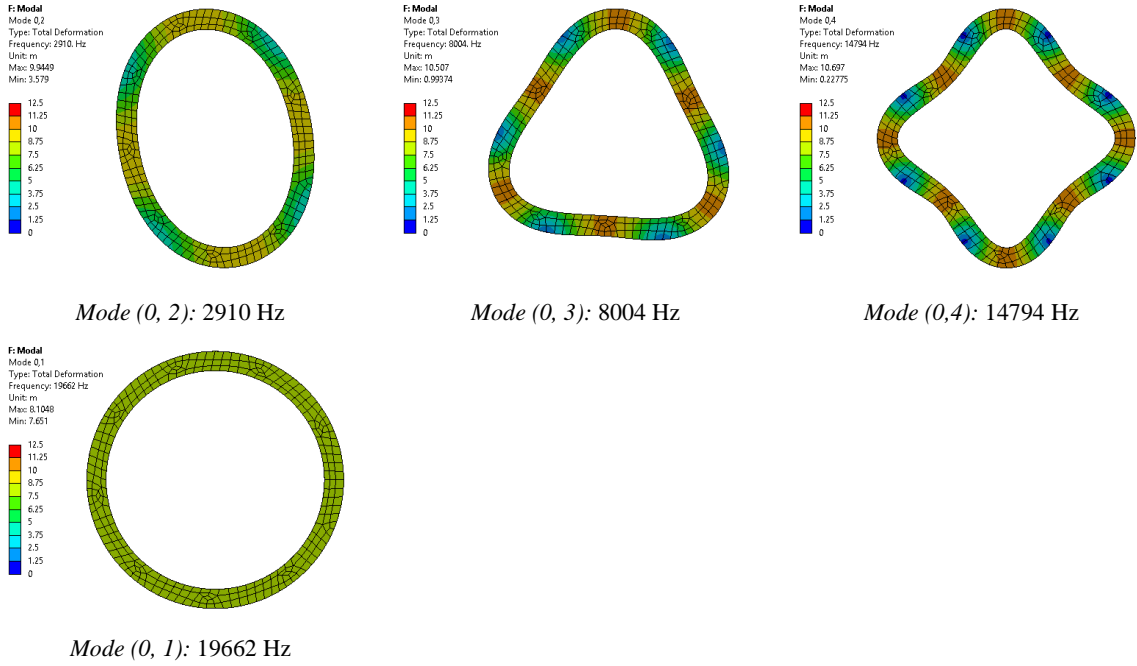 F: Modal
Mode 0,2
Type: Total Deformation
Frequency: 2910. Hz
Unit: m
Max: 9.9449
Min: 3.579
12.5
11.25
10
8.75
7.5
6.25
5
3.75
2.5
1.25
0
Mode (0, 2): 2910 Hz
F: Modal
Mode 0,3
Type: Total Deformation
Frequency: 8004. Hz
Unit: m
Max: 10.507
Min: 0.99374
12.5
11.25
10
8.75
7.5
6.25
5
3.75
2.5
1.25
0
Mode (0, 3): 8004 Hz
F: Modal
Mode 0,4
Type: Total Deformation
Frequency: 14794 Hz
Unit: m
Max: 10.697
Min: 0.22775
12.5
11.25
10
8.75
7.5
6.25
5
3.75
2.5
1.25
0
Mode (0,4): 14794 Hz
F: Modal
Mode 0,1
Type: Total Deformation
Frequency: 19662 Hz
Unit: m
Max: 8.1048
Min: 7.651
12.5
11.25
10
8.75
7.5
6.25
5
3.75
2.5
1.25
0
Mode (0, 1): 19662 Hz